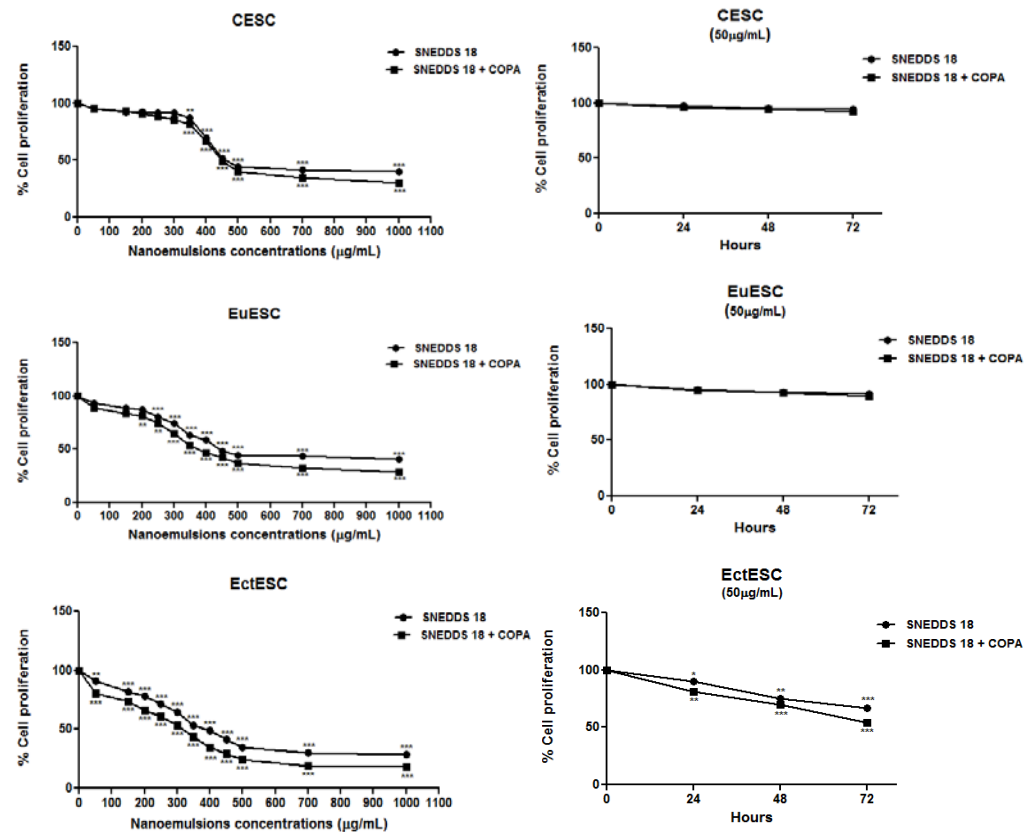 CESC
SNEDDS 18
SNEDDS 18 + COPA
% Cell proliferation
150
100
50
0
** *** *** *** *** ***
*** *** *** *** *** ***
0 100 200 300 400 500 600 700 800 900 1000 1100
Nanoemulsions concentrations (µg/mL)
CESC
(50µg/mL)
SNEDDS 18
SNEDDS 18 + COPA
% Cell proliferation
150
100
50
0
0 24 48 72
Hours
EuESC
SNEDDS 18
SNEDDS 18 + COPA
% Cell proliferation
150
100
50
0
*** *** *** *** *** *** *** ***
** ** *** *** *** *** *** *** ***
0 100 200 300 400 500 600 700 800 900 1000 1100
Nanoemulsions concentrations (µg/mL)
EuESC
(50µg/mL)
SNEDDS 18
SNEDDS 18 + COPA
% Cell proliferation
150
100
50
0
0 24 48 72
Hours
EctESC
SNEDDS 18
SNEDDS 18 + COPA
% Cell proliferation
150
100
50
0
** *** *** *** *** *** *** *** *** *** ***
*** *** *** *** *** *** *** *** *** *** ***
0 100 200 300 400 500 600 700 800 900 1000 1100
Nanoemulsions concentrations (µg/mL)
EctESC
(50µg/mL)
SNEDDS 18
SNEDDS 18 + COPA
% Cell proliferation
150
100
50
0
* ** ***
** *** ***
0 24 48 72
Hours